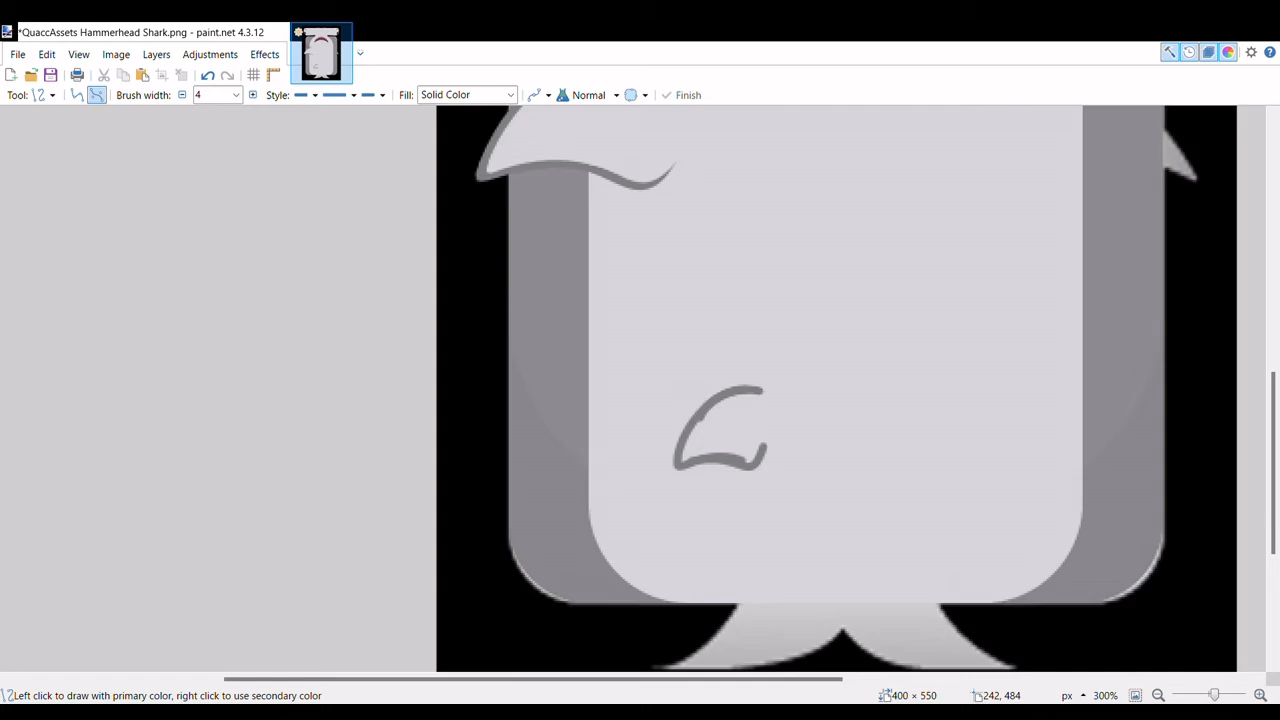 *QuaccAssets Hammerhead Shark.png - paint.net 4.3.12
File Edit View Image Layers Adjustments Effects
Tool: Brush width: 4 Style: Fill: Solid Color Normal Finish
Left click to draw with primary color, right click to use secondary color 400 × 550 242, 484 px 300%